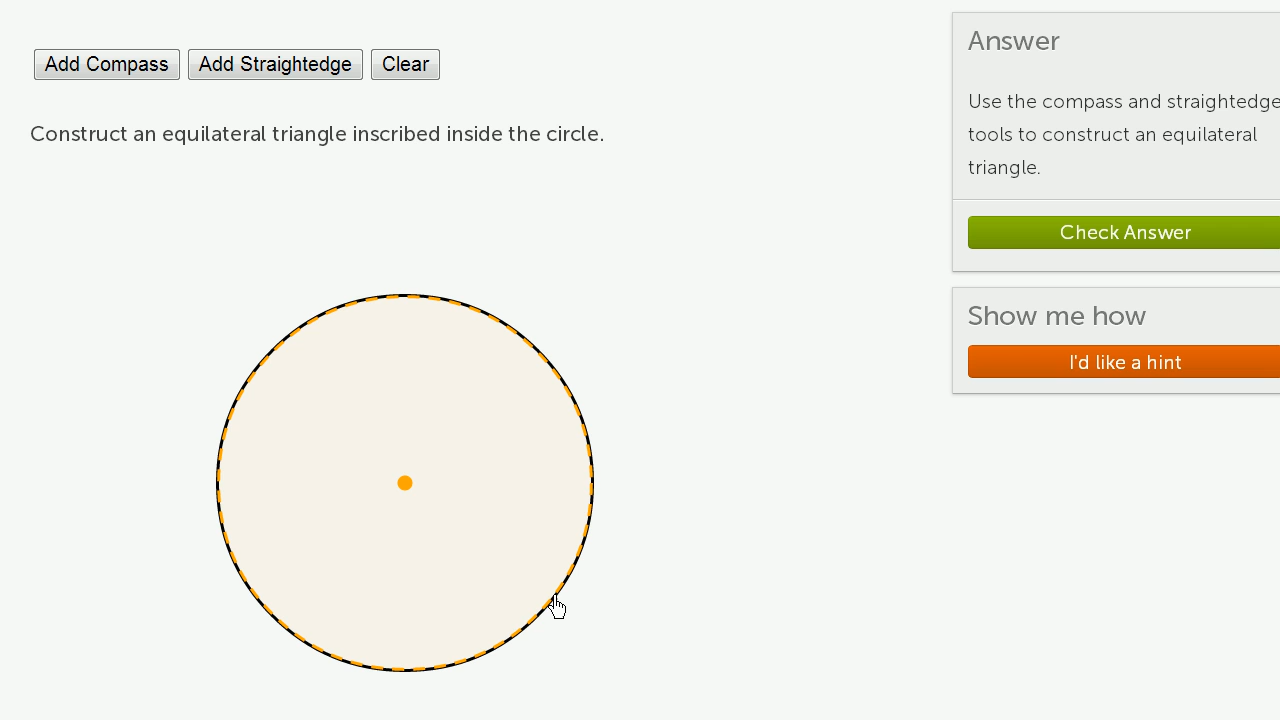 Add Compass
Add Straightedge
Clear
Construct an equilateral triangle inscribed inside the circle.
Answer
Use the compass and straightedge
tools to construct an equilateral
triangle.
Check Answer
Show me how
I'd like a hint